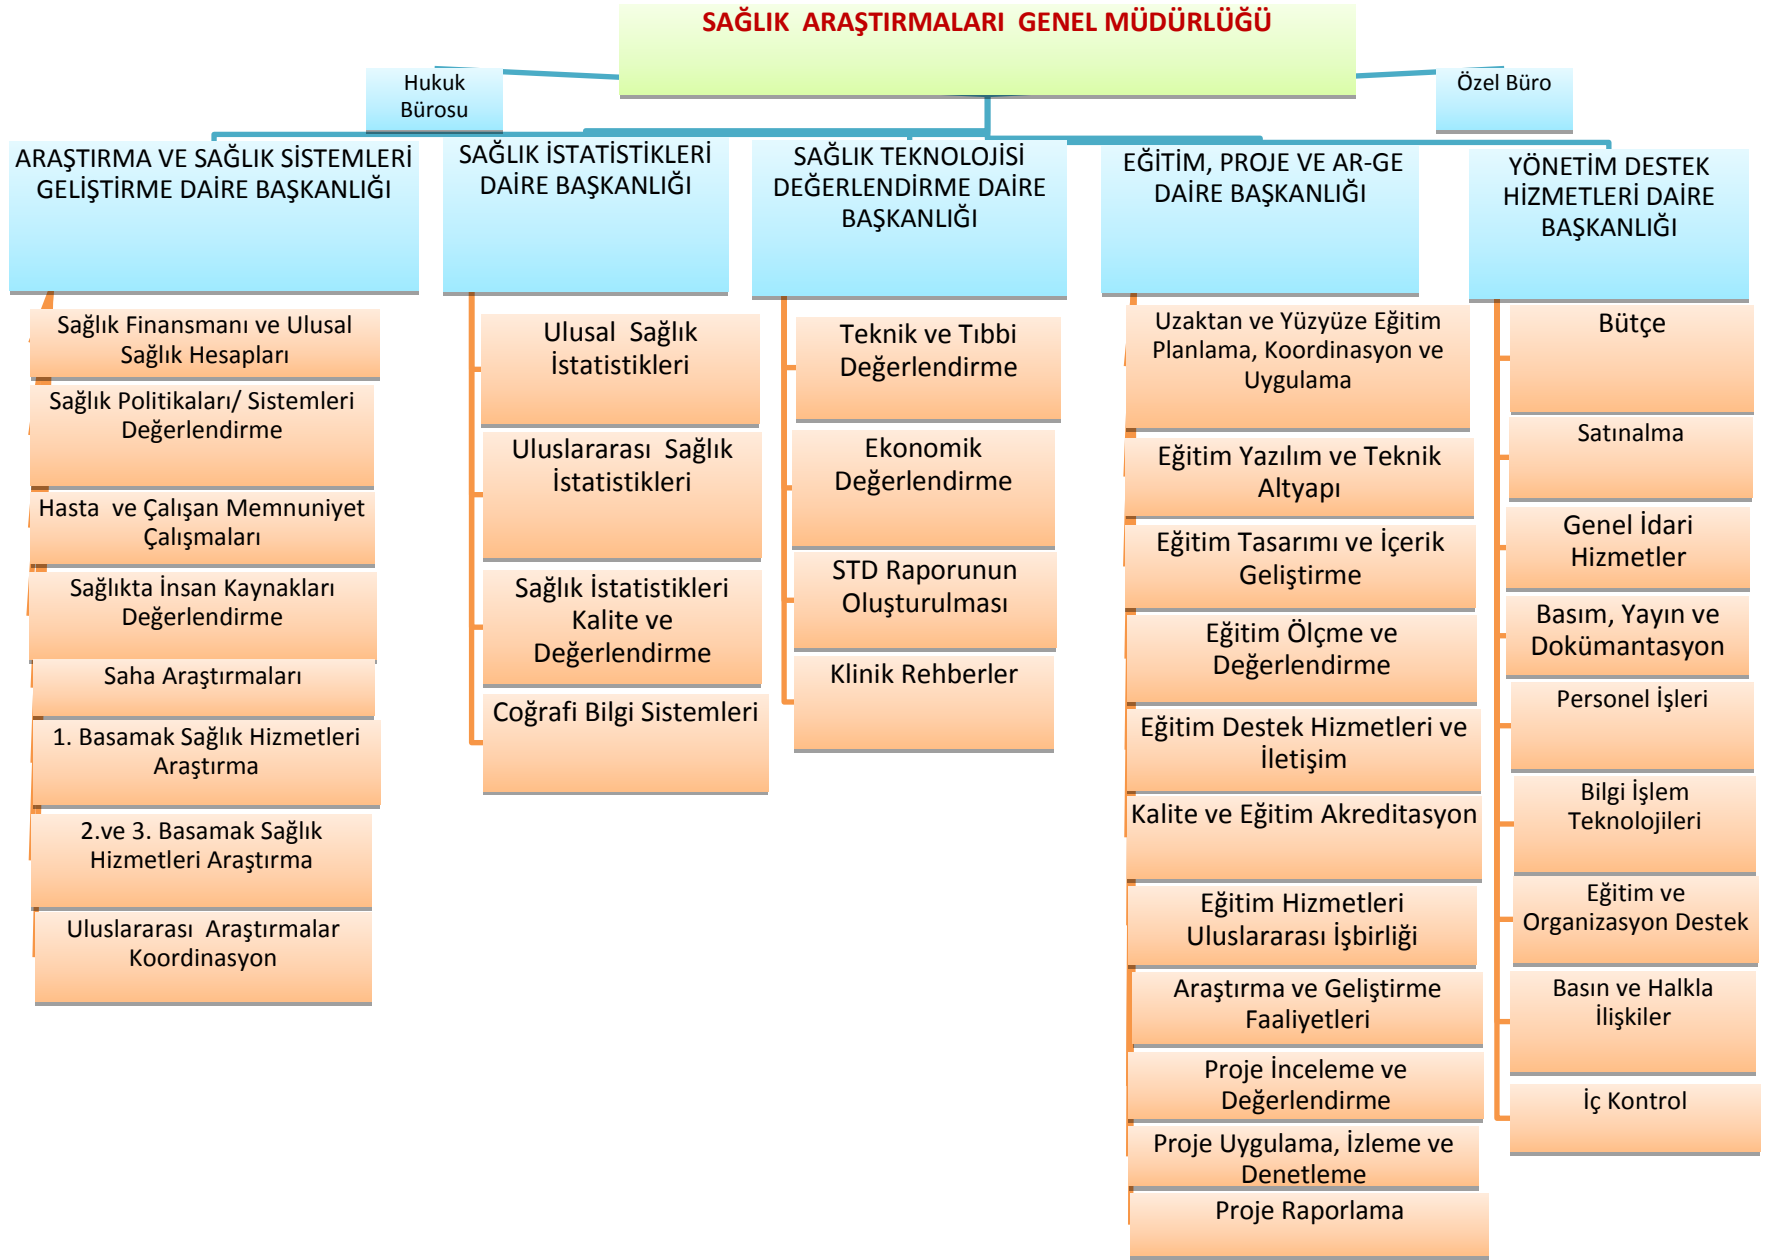 SAĞLIK ARAŞTIRMALARI GENEL MÜDÜRLÜĞÜ
Hukuk
Bürosu
Özel Büro
ARAŞTIRMA VE SAĞLIK SİSTEMLERİ
GELİŞTİRME DAİRE BAŞKANLIĞI
Sağlık Finansmanı ve Ulusal
Sağlık Hesapları
Sağlık Politikaları/ Sistemleri
Değerlendirme
Hasta ve Çalışan Memnuniyet
Çalışmaları
Sağlıkta İnsan Kaynakları
Değerlendirme
Saha Araştırmaları
1. Basamak Sağlık Hizmetleri
Araştırma
2.ve 3. Basamak Sağlık
Hizmetleri Araştırma
Uluslararası Araştırmalar
Koordinasyon
SAĞLIK İSTATİSTİKLERİ
DAİRE BAŞKANLIĞI
Ulusal Sağlık
İstatistikleri
Uluslararası Sağlık
İstatistikleri
Sağlık İstatistikleri
Kalite ve
Değerlendirme
Coğrafi Bilgi Sistemleri
SAĞLIK TEKNOLOJİSİ
DEĞERLENDİRME DAİRE
BAŞKANLIĞI
Teknik ve Tıbbi
Değerlendirme
Ekonomik
Değerlendirme
STD Raporunun
Oluşturulması
Klinik Rehberler
EĞİTİM, PROJE VE AR-GE
DAİRE BAŞKANLIĞI
Uzaktan ve Yüzyüze Eğitim
Planlama, Koordinasyon ve
Uygulama
Eğitim Yazılım ve Teknik
Altyapı
Eğitim Tasarımı ve İçerik
Geliştirme
Eğitim Ölçme ve
Değerlendirme
Eğitim Destek Hizmetleri ve
İletişim
Kalite ve Eğitim Akreditasyon
Eğitim Hizmetleri
Uluslararası İşbirliği
Araştırma ve Geliştirme
Faaliyetleri
Proje İnceleme ve
Değerlendirme
Proje Uygulama, İzleme ve
Denetleme
Proje Raporlama
YÖNETİM DESTEK
HİZMETLERİ DAİRE
BAŞKANLIĞI
Bütçe
Satınalma
Genel İdari
Hizmetler
Basım, Yayın ve
Dokümantasyon
Personel İşleri
Bilgi İşlem
Teknolojileri
Eğitim ve
Organizasyon Destek
Basın ve Halkla
İlişkiler
İç Kontrol